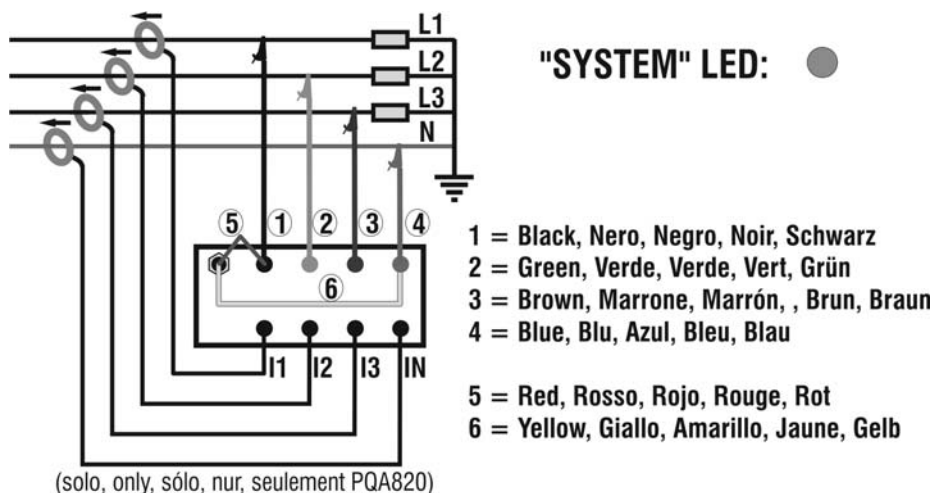 L1
L2
L3
N
"SYSTEM" LED:
5 1 2 3 4
6
I1 I2 I3 IN
1 = Black, Nero, Negro, Noir, Schwarz
2 = Green, Verde, Verde, Vert, Grün
3 = Brown, Marrone, Marrón, , Brun, Braun
4 = Blue, Blu, Azul, Bleu, Blau
5 = Red, Rosso, Rojo, Rouge, Rot
6 = Yellow, Giallo, Amarillo, Jaune, Gelb
(solo, only, sólo, nur, seulement PQA820)